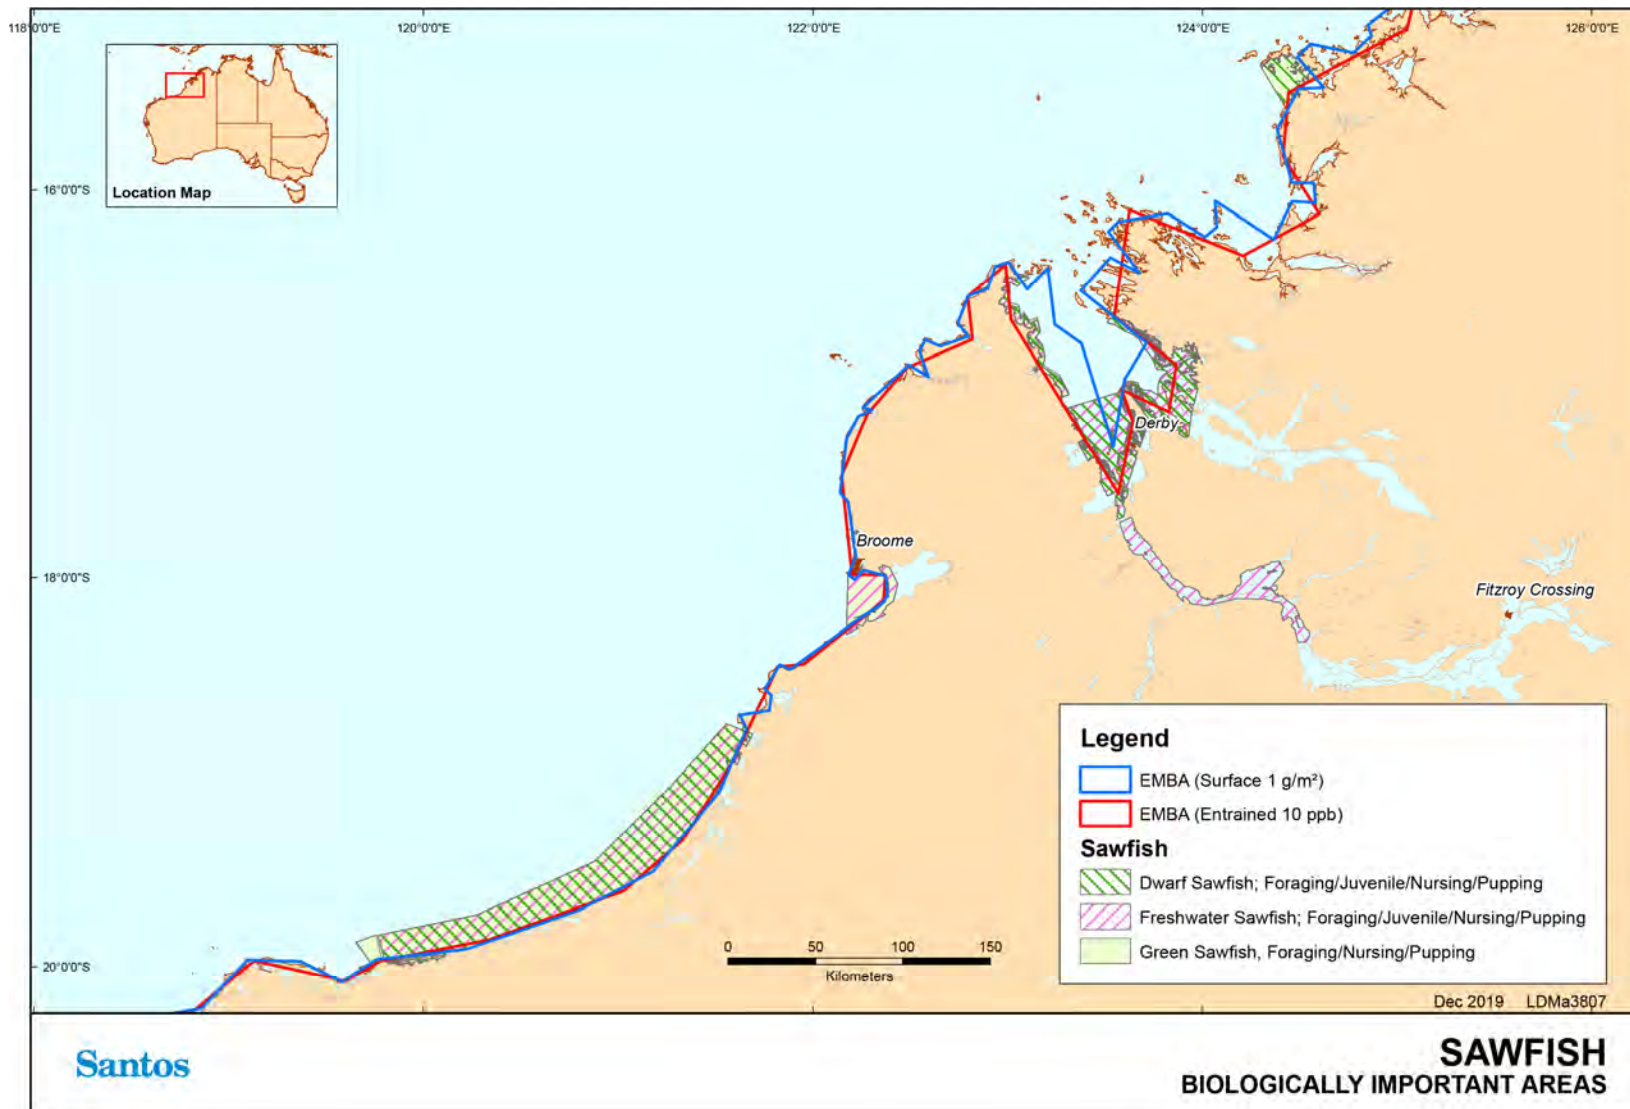 118°0'0"E
120°0'0"E
122°0'0"E
124°0'0"E
126°0'0"E
Location Map
16°0'0"S
Derby
Broome
18°0'0"S
Fitzroy Crossing
Legend
EMBA (Surface 1 g/m²)
EMBA (Entrained 10 ppb)
Sawfish
Dwarf Sawfish; Foraging/Juvenile/Nursing/Pupping
Freshwater Sawfish; Foraging/Juvenile/Nursing/Pupping
Green Sawfish, Foraging/Nursing/Pupping
0 50 100 150
Kilometers
20°0'0"S
Dec 2019 LDMa3807
Santos
SAWFISH
BIOLOGICALLY IMPORTANT AREAS